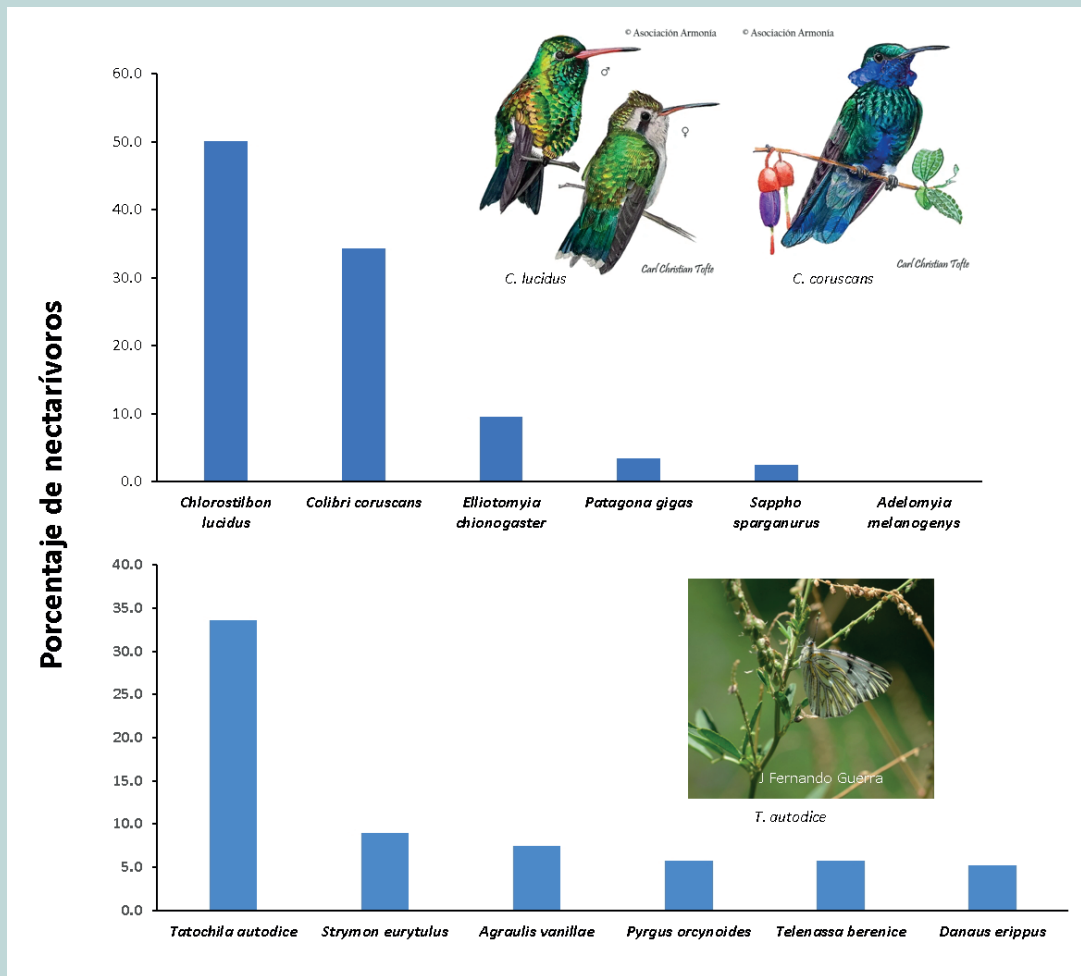 © Asociación Armonía
© Asociación Armonía
♂
♀
Carl Christian Tofte
Carl Christian Tofte
C. lucidus
C. coruscans
Porcentaje de nectarívoros
60.0
50.0
40.0
30.0
20.0
10.0
0.0
Chlorostilbon
lucidus
Colibri coruscans
Elliotomyia
chionogaster
Patagona gigas
Sappho
sparganurus
Adelomyia
melanogenys
40.0
35.0
30.0
25.0
20.0
15.0
10.0
5.0
0.0
J Fernando Guerra
T. autodice
Tatochila autodice
Strymon eurytulus
Agraulis vanillae
Pyrgus orcynoides
Telenassa berenice
Danaus erippus